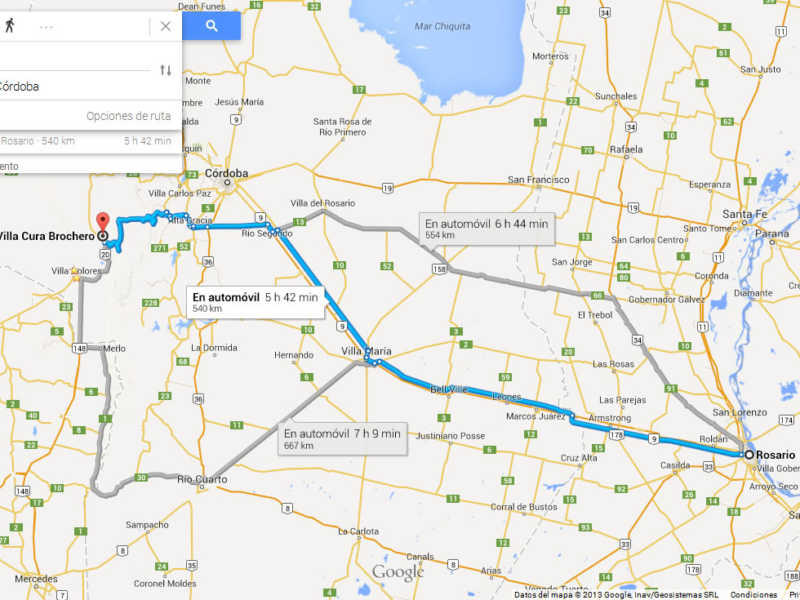 Dean Funes
Córdoba
Opciones de ruta
Rosario - 540 km
5 h 42 min
ento
Mar Chiquita
Morteros
San Justo
Sunchales
Monte
Jesús María
Santa Rosa de
Río Primero
Rafaela
Córdoba
San Francisco
Esperanza
Villa Carlos Paz
Villa del Rosario
Santa Fe
Santo Tome
Parana
Alta Gracia
Río Segundo
En automóvil 6 h 44 min
554 km
San Carlos Centro
Villa Cura Brochero
San Jorge
Coronda
Villa Dolores
Diamante
Gobernador Gálvez
En automóvil 5 h 42 min
540 km
El Trebol
Merlo
La Dormida
Hernando
Villa María
Las Rosas
Bell Ville
Leones
Las Parejas
Marcos Juárez
Armstrong
San Lorenzo
En automóvil 7 h 9 min
667 km
Justiniano Posse
Roldán
Rosario
Cruz Alta
Casilda
Villa Gober
Arroyo Seco
Río Cuarto
Corral de Bustos
Sampacho
La Carlota
Canals
Arias
Mercedes
Coronel Moldes
Google
Venado Tuerto
Datos del mapa © 2013 Google, Inav/Geosistemas SRL
Condiciones
Pri